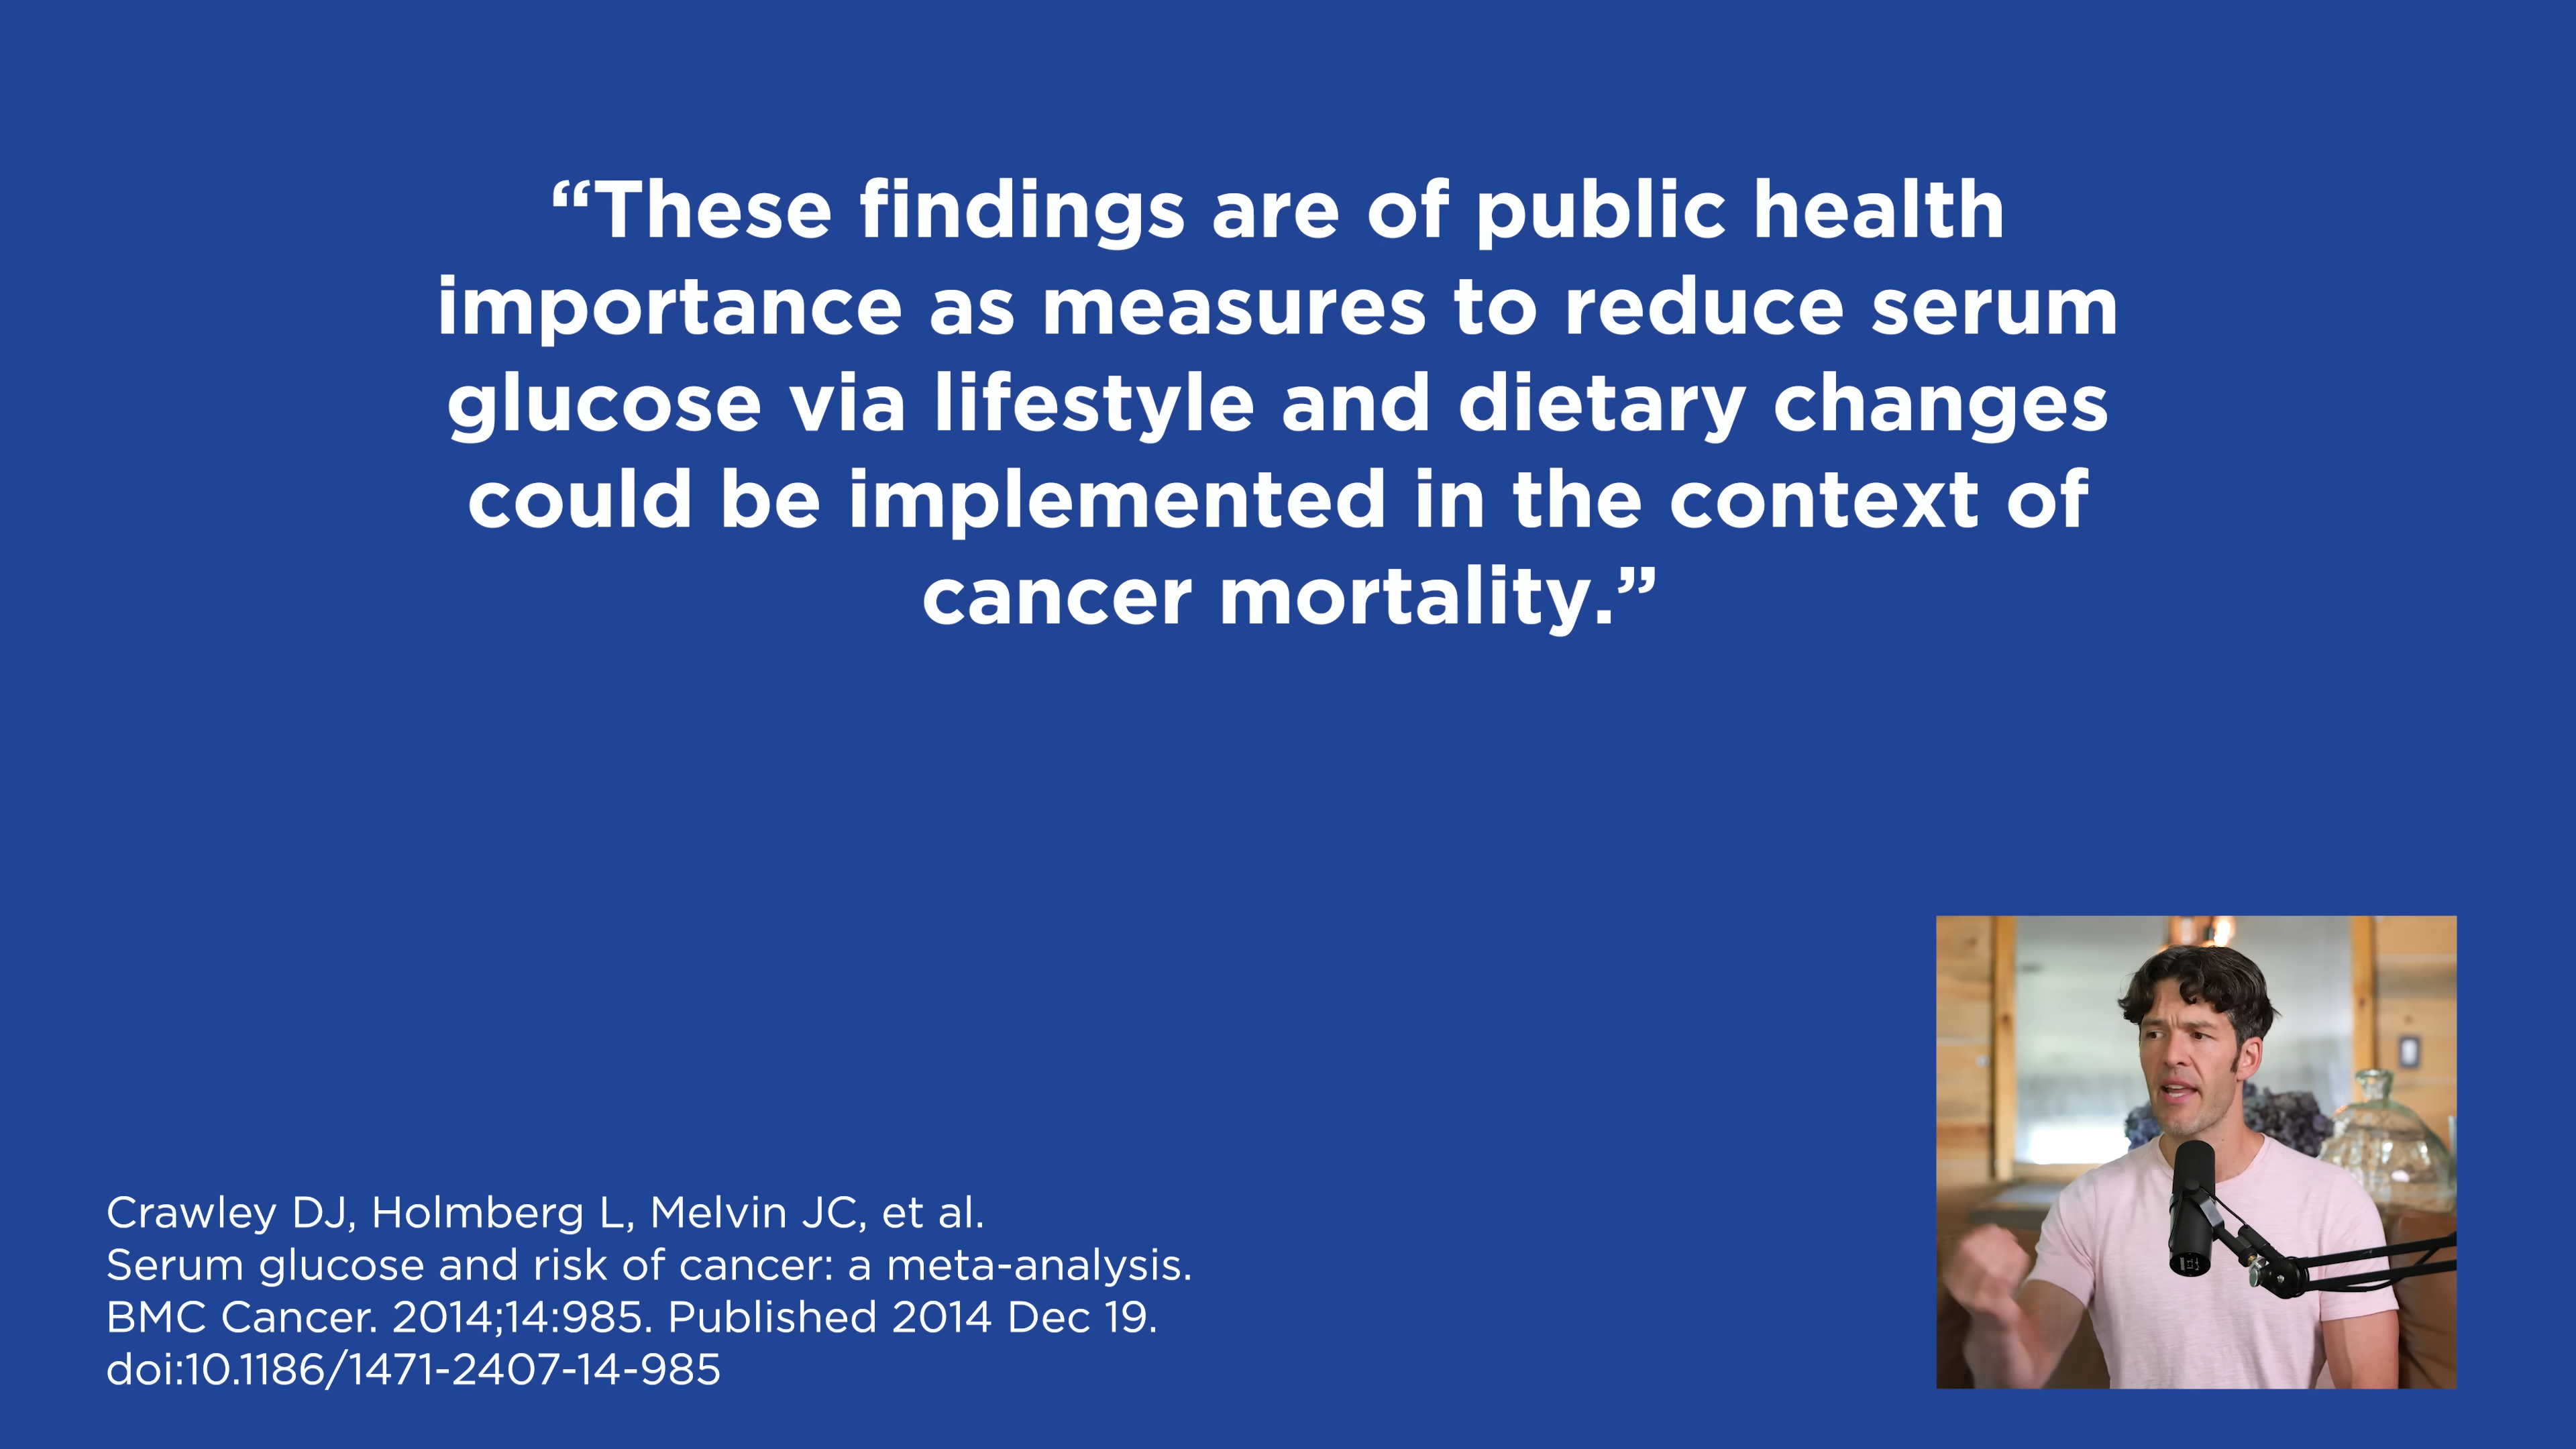 “These findings are of public health
importance as measures to reduce serum
glucose via lifestyle and dietary changes
could be implemented in the context of
cancer mortality.”
Crawley DJ, Holmberg L, Melvin JC, et al.
Serum glucose and risk of cancer: a meta-analysis.
BMC Cancer. 2014;14:985. Published 2014 Dec 19.
doi:10.1186/1471-2407-14-985